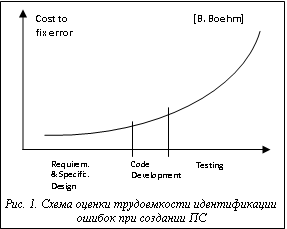 Cost to
fix error
[B. Boehm]
Requirem.
& Specific.
Design
Code
Development
Testing
Рис. 1. Схема оценки трудоемкости идентификации
ошибок при создании ПС